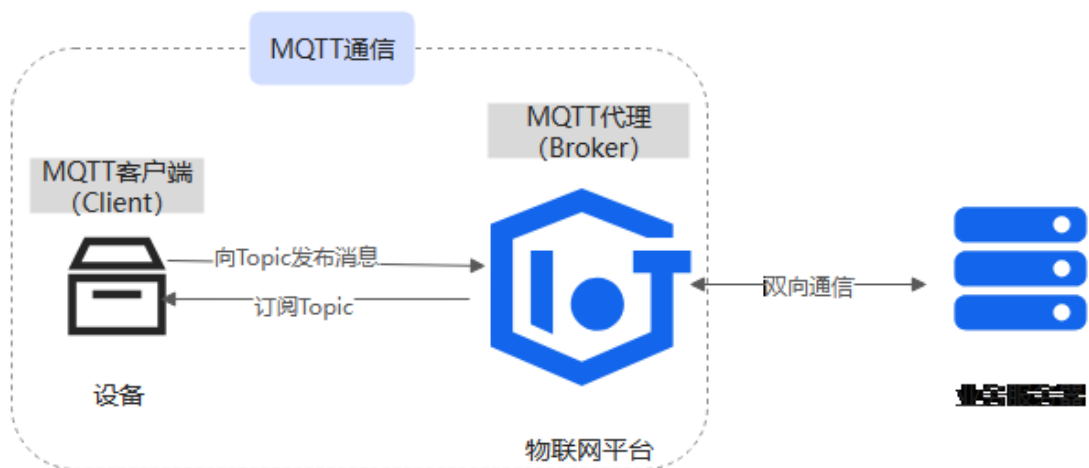 MQTT通信
MQTT代理
（Broker）
MQTT客户端
（Client）
向Topic发布消息
订阅Topic
双向通信
设备
物联网平台